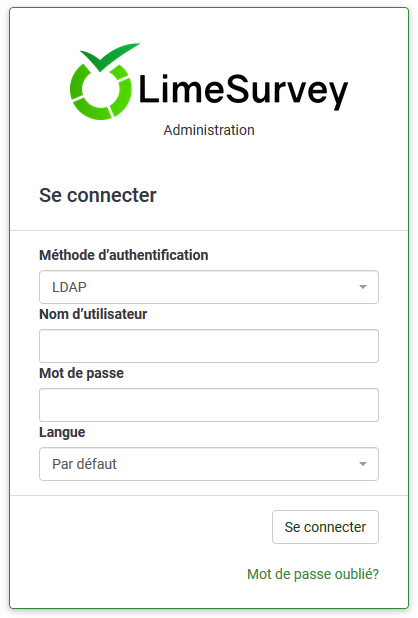 LimeSurvey
Administration
Se connecter
Méthode d’authentification
LDAP
Nom d’utilisateur
Mot de passe
Langue
Par défaut
Se connecter
Mot de passe oublié?